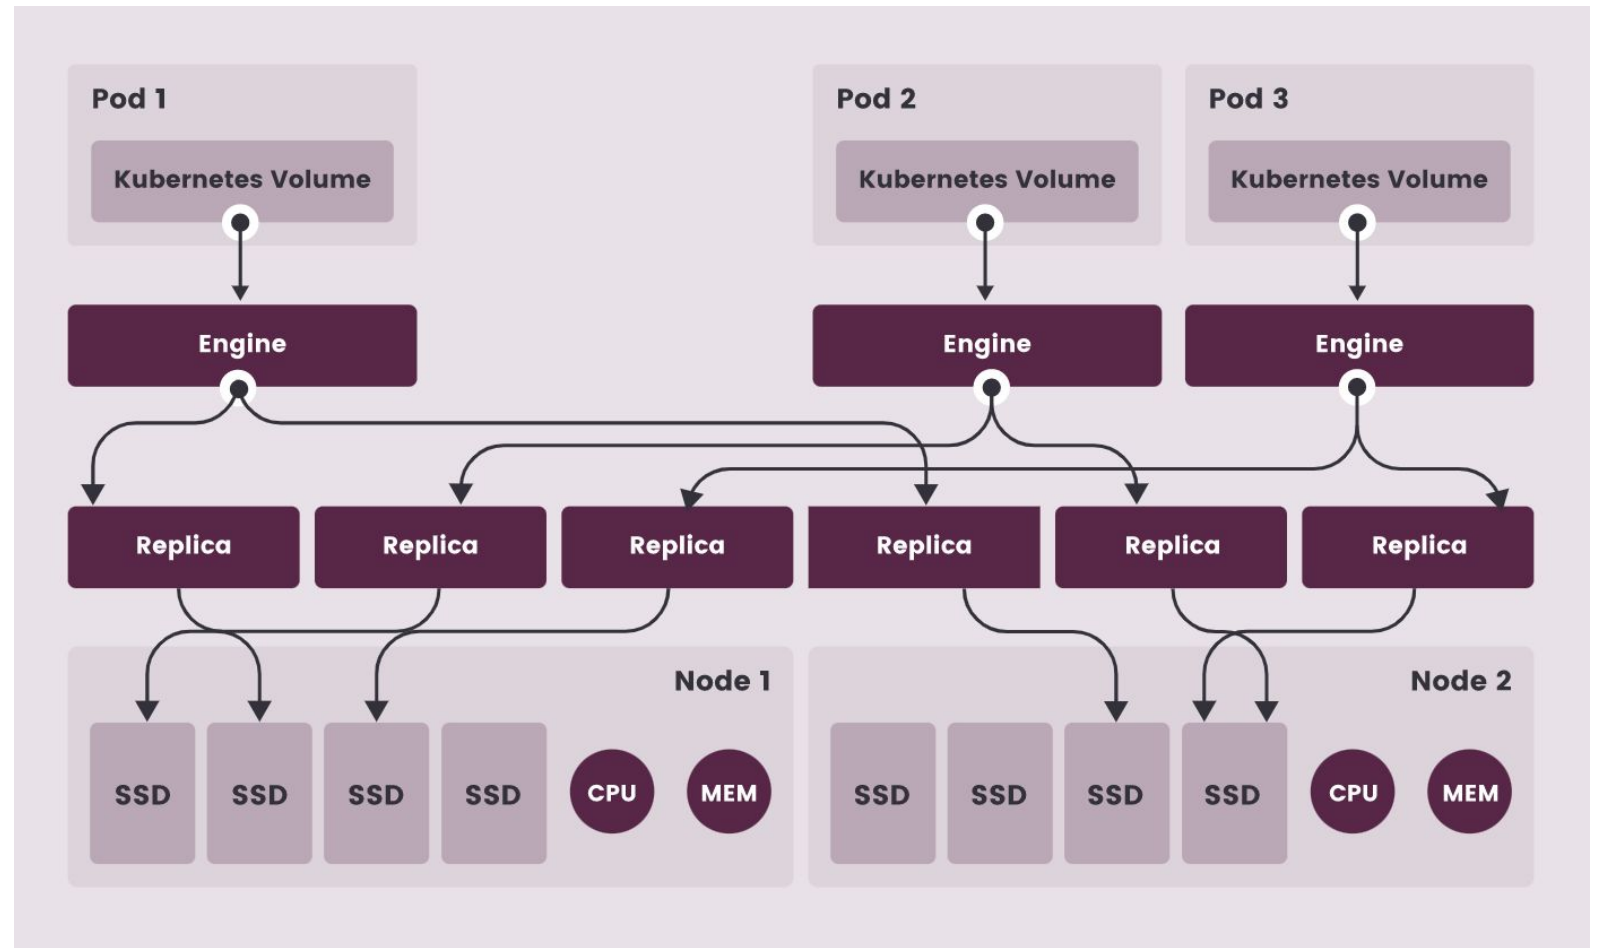 Pod 1
Kubernetes Volume
Pod 2
Kubernetes Volume
Pod 3
Kubernetes Volume
Engine
Engine
Engine
Replica
Replica
Replica
Replica
Replica
Replica
Node 1
SSD
SSD
SSD
SSD
CPU
MEM
Node 2
SSD
SSD
SSD
SSD
CPU
MEM